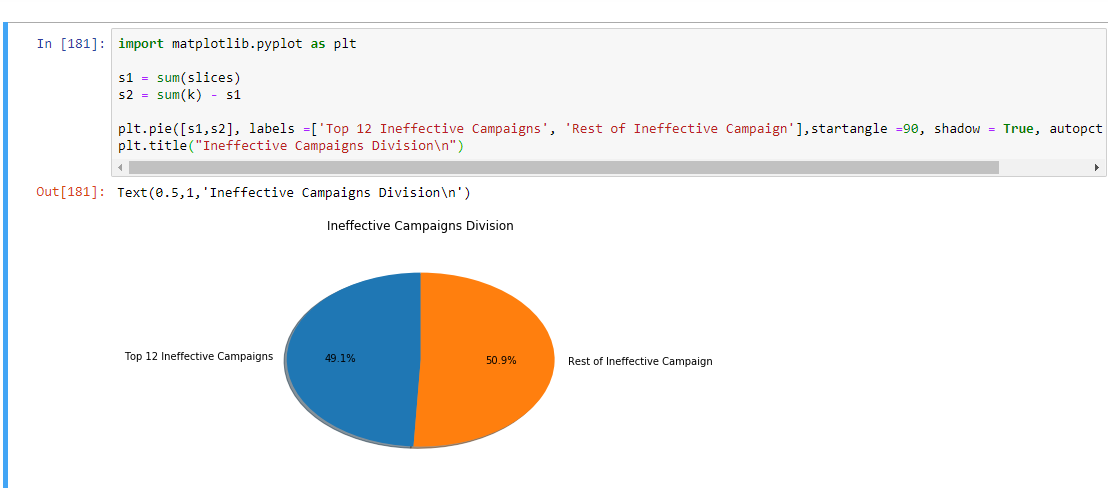 In [181]: import matplotlib.pyplot as plt
s1 = sum(slices)
s2 = sum(k) - s1
plt.pie([s1,s2], labels =['Top 12 Ineffective Campaigns', 'Rest of Ineffective Campaign'],startangle =90, shadow = True, autopct
plt.title("Ineffective Campaigns Division\n")
Out[181]: Text(0.5,1,'Ineffective Campaigns Division\n')
Ineffective Campaigns Division
Top 12 Ineffective Campaigns 49.1% 50.9% Rest of Ineffective Campaign